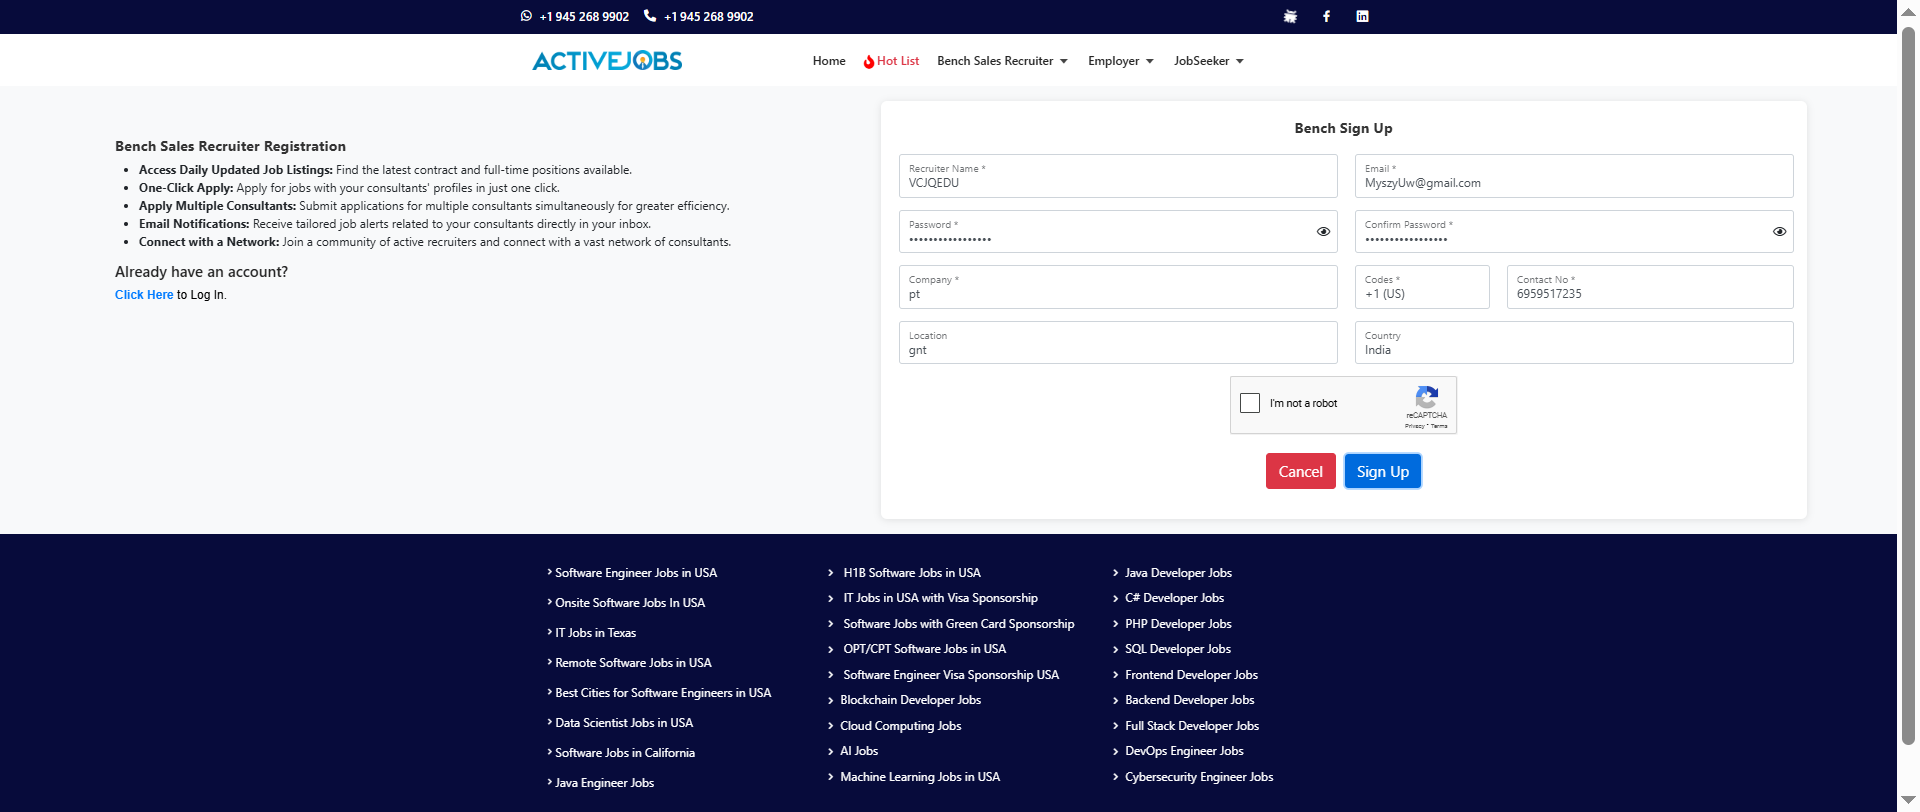 +1 945 268 9902 +1 945 268 9902
ACTIVEJOBS
Home Hot List Bench Sales Recruiter Employer JobSeeker
Bench Sales Recruiter Registration
Access Daily Updated Job Listings: Find the latest contract and full-time positions available.
One-Click Apply: Apply for jobs with your consultants' profiles in just one click.
Apply Multiple Consultants: Submit applications for multiple consultants simultaneously for greater efficiency.
Email Notifications: Receive tailored job alerts related to your consultants directly in your inbox.
Connect with a Network: Join a community of active recruiters and connect with a vast network of consultants.
Already have an account?
Click Here to Log In.
Bench Sign Up
Recruiter Name * Email *
VCJQEDU MyszyUw@gmail.com
Password * Confirm Password *
••••••••••••••••• •••••••••••••••••
Company * Codes * Contact No *
pt +1 (US) 6959517235
Location Country
gnt India
I'm not a robot
reCAPTCHA
Privacy - Terms
Cancel Sign Up
Software Engineer Jobs in USA
Onsite Software Jobs In USA
IT Jobs in Texas
Remote Software Jobs in USA
Best Cities for Software Engineers in USA
Data Scientist Jobs in USA
Software Jobs in California
Java Engineer Jobs
H1B Software Jobs in USA
IT Jobs in USA with Visa Sponsorship
Software Jobs with Green Card Sponsorship
OPT/CPT Software Jobs in USA
Software Engineer Visa Sponsorship USA
Blockchain Developer Jobs
Cloud Computing Jobs
AI Jobs
Machine Learning Jobs in USA
Java Developer Jobs
C# Developer Jobs
PHP Developer Jobs
SQL Developer Jobs
Frontend Developer Jobs
Backend Developer Jobs
Full Stack Developer Jobs
DevOps Engineer Jobs
Cybersecurity Engineer Jobs